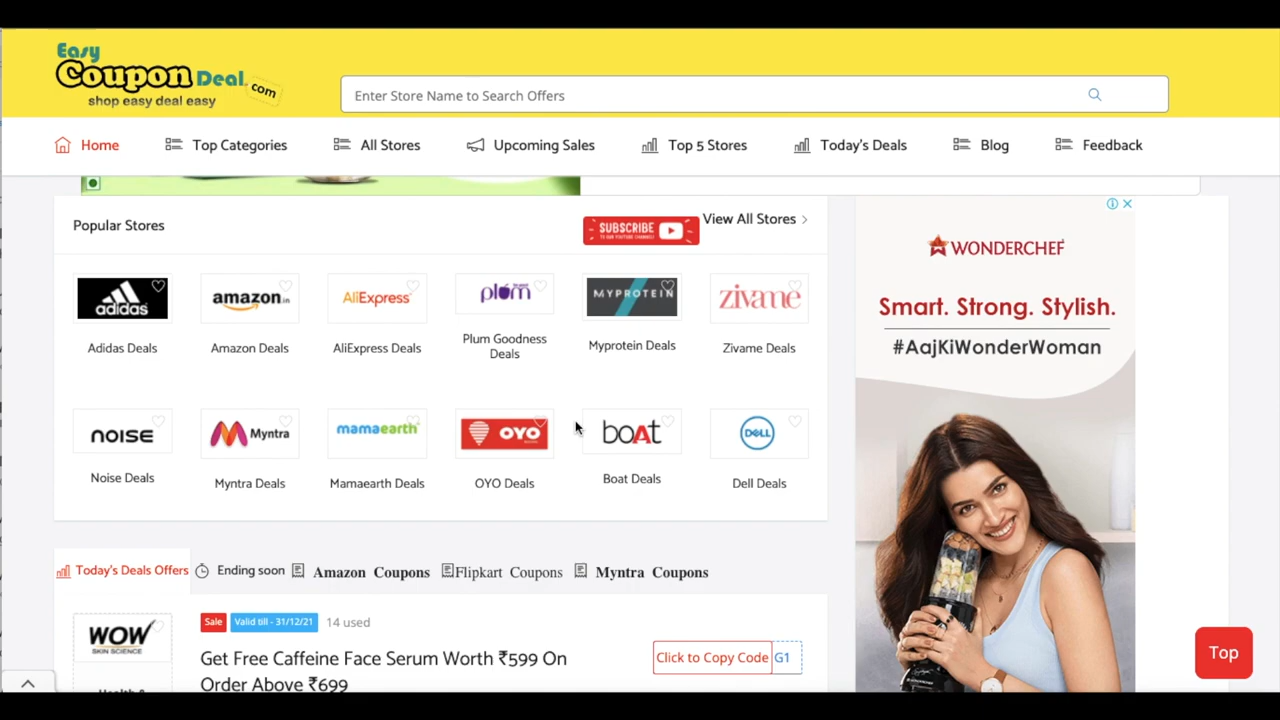 Easy
Coupon Deal.com
shop easy deal easy
Enter Store Name to Search Offers
Home
Top Categories
All Stores
Upcoming Sales
Top 5 Stores
Today's Deals
Blog
Feedback
Popular Stores
SUBSCRIBE
TO OUR YOUTUBE CHANNEL
View All Stores
adidas
amazon.in
AliExpress
plum
MYPROTEIN
zivame
Adidas Deals
Amazon Deals
AliExpress Deals
Plum Goodness
Deals
Myprotein Deals
Zivame Deals
noise
Myntra
mamaearth
OYO
boAt
DELL
Noise Deals
Myntra Deals
Mamaearth Deals
OYO Deals
Boat Deals
Dell Deals
WONDERCHEF
Smart. Strong. Stylish.
#AajKiWonderWoman
Today's Deals Offers
Ending soon
Amazon Coupons
Flipkart Coupons
Myntra Coupons
WOW
SKIN SCIENCE
Health &
Sale
Valid till - 31/12/21
14 used
Get Free Caffeine Face Serum Worth ₹599 On
Order Above ₹699
Click to Copy Code
G1
Top